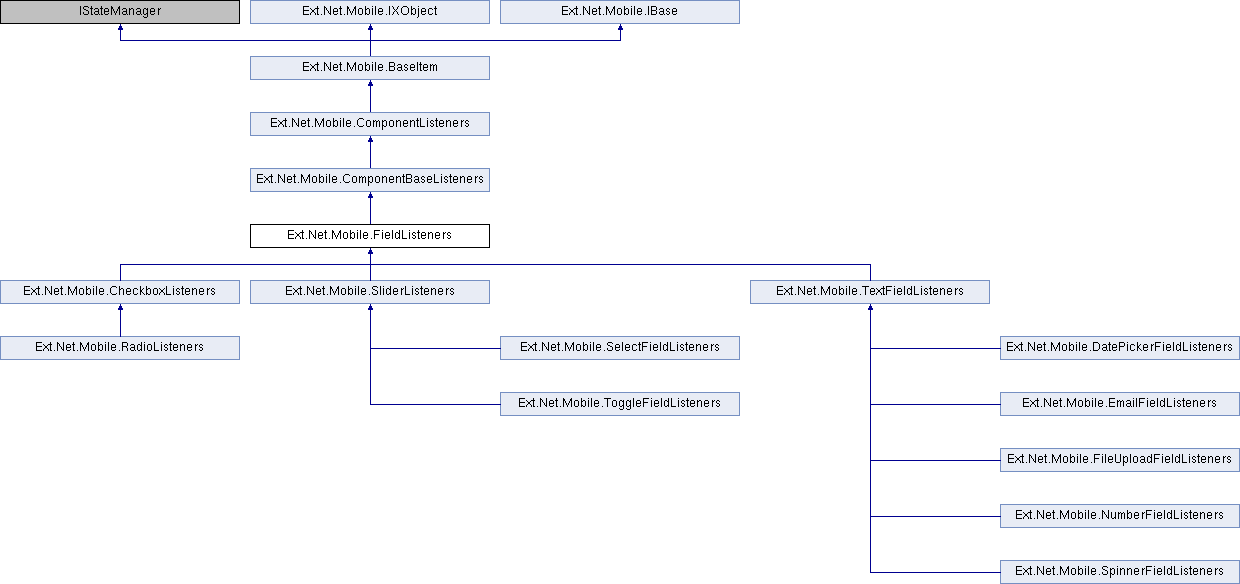 IStateManager
Ext.Net.Mobile.IXObject
Ext.Net.Mobile.IBase
Ext.Net.Mobile.BaseItem
Ext.Net.Mobile.ComponentListeners
Ext.Net.Mobile.ComponentBaseListeners
Ext.Net.Mobile.FieldListeners
Ext.Net.Mobile.CheckboxListeners
Ext.Net.Mobile.SliderListeners
Ext.Net.Mobile.TextFieldListeners
Ext.Net.Mobile.RadioListeners
Ext.Net.Mobile.SelectFieldListeners
Ext.Net.Mobile.DatePickerFieldListeners
Ext.Net.Mobile.ToggleFieldListeners
Ext.Net.Mobile.EmailFieldListeners
Ext.Net.Mobile.FileUploadFieldListeners
Ext.Net.Mobile.NumberFieldListeners
Ext.Net.Mobile.SpinnerFieldListeners